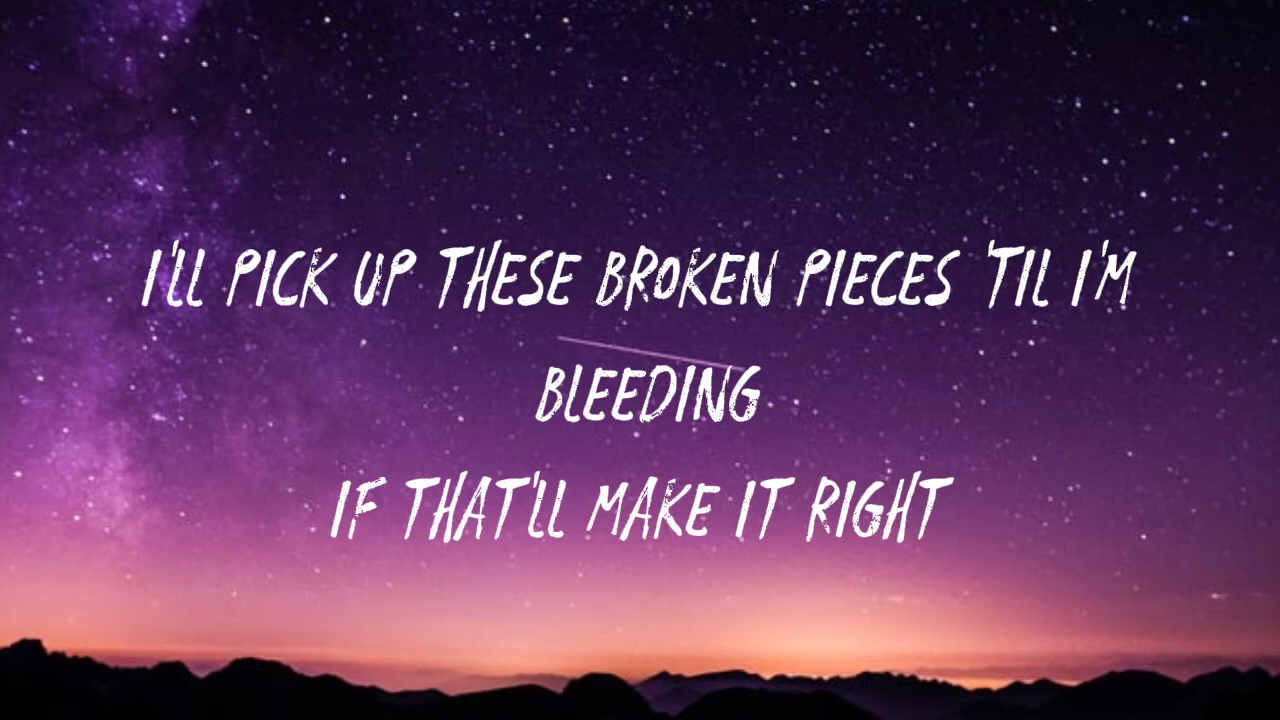 I'LL PICK UP THESE BROKEN PIECES 'TIL I'M
BLEEDING
IF THAT'LL MAKE IT RIGHT